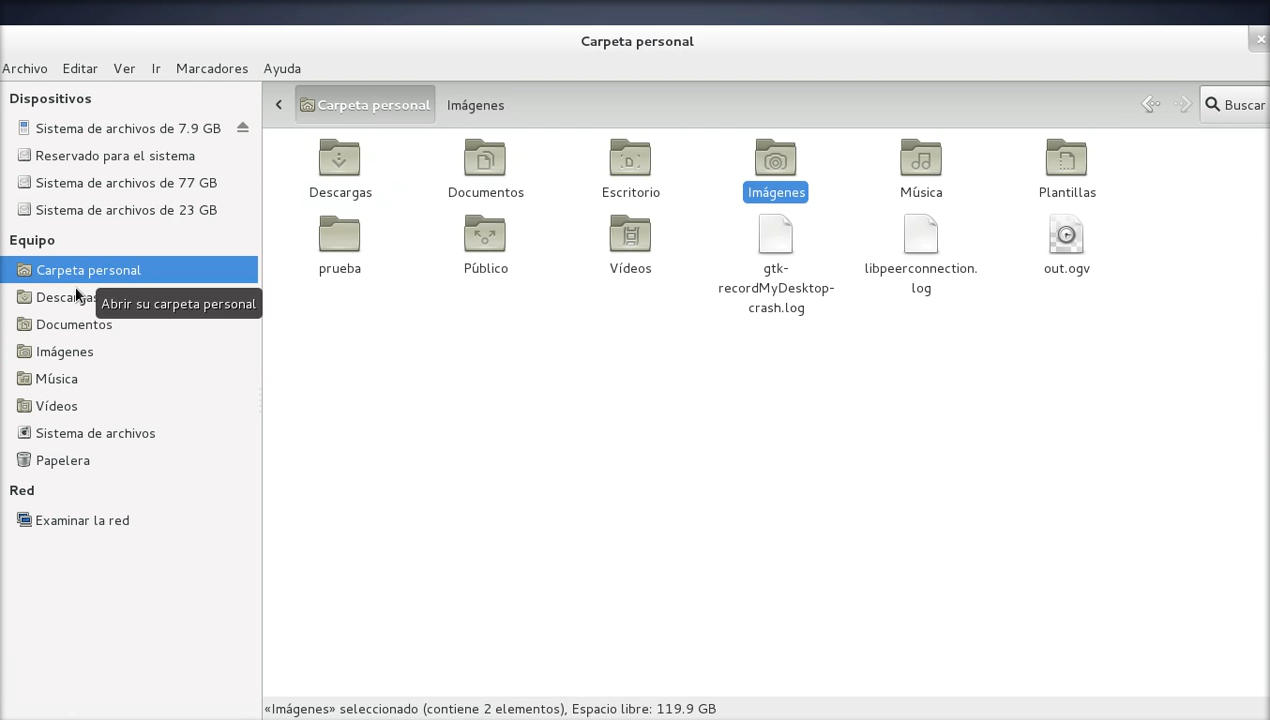 Carpeta personal
Archivo Editar Ver Ir Marcadores Ayuda
Dispositivos
Sistema de archivos de 7.9 GB
Reservado para el sistema
Sistema de archivos de 77 GB
Sistema de archivos de 23 GB
Equipo
Carpeta personal
Abrir su carpeta personal
Documentos
Imágenes
Música
Vídeos
Sistema de archivos
Papelera
Red
Examinar la red
Carpeta personal Imágenes Buscar
Descargas Documentos Escritorio Imágenes Música Plantillas
prueba Público Vídeos gtk-recordMyDesktop-crash.log libpeerconnection.log out.ogv
«Imágenes» seleccionado (contiene 2 elementos), Espacio libre: 119.9 GB